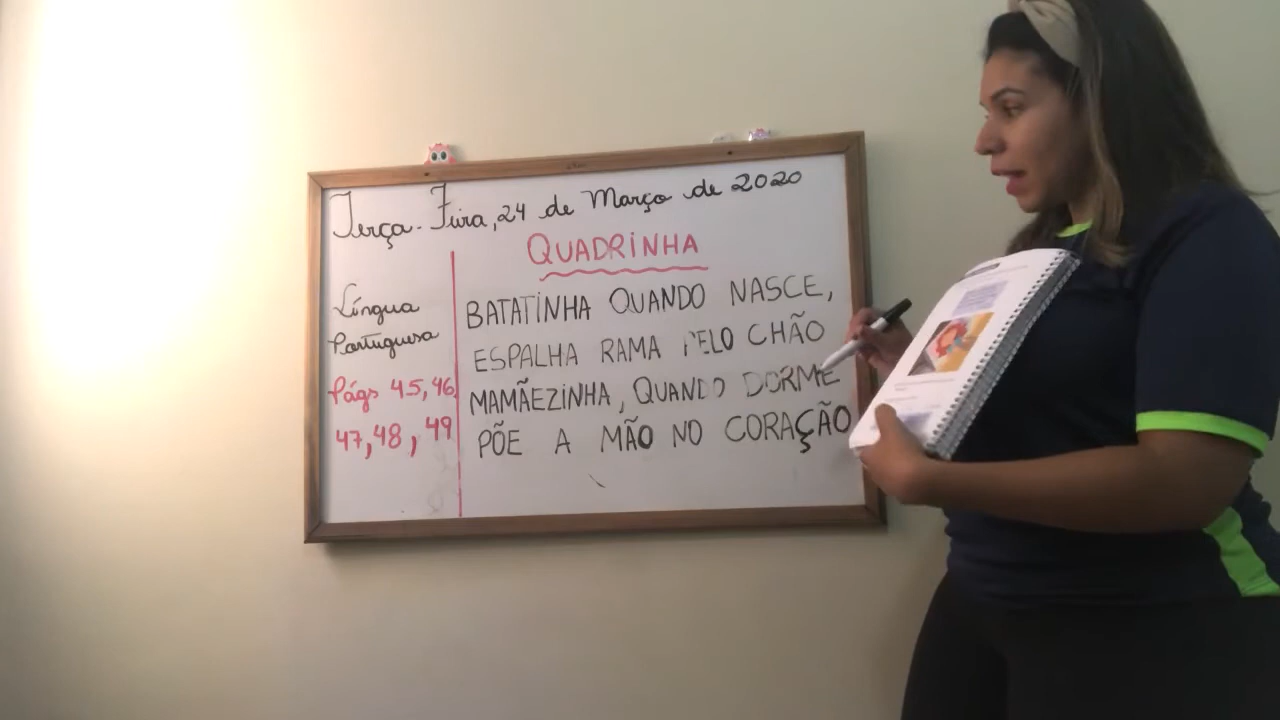 Terça-Feira, 24 de Março de 2020
QUADRINHA
Língua
Portuguesa
Págs 45, 46,
47, 48, 49
BATATINHA QUANDO NASCE,
ESPALHA RAMA PELO CHÃO
MAMÃEZINHA, QUANDO DORME
PÕE A MÃO NO CORAÇÃO